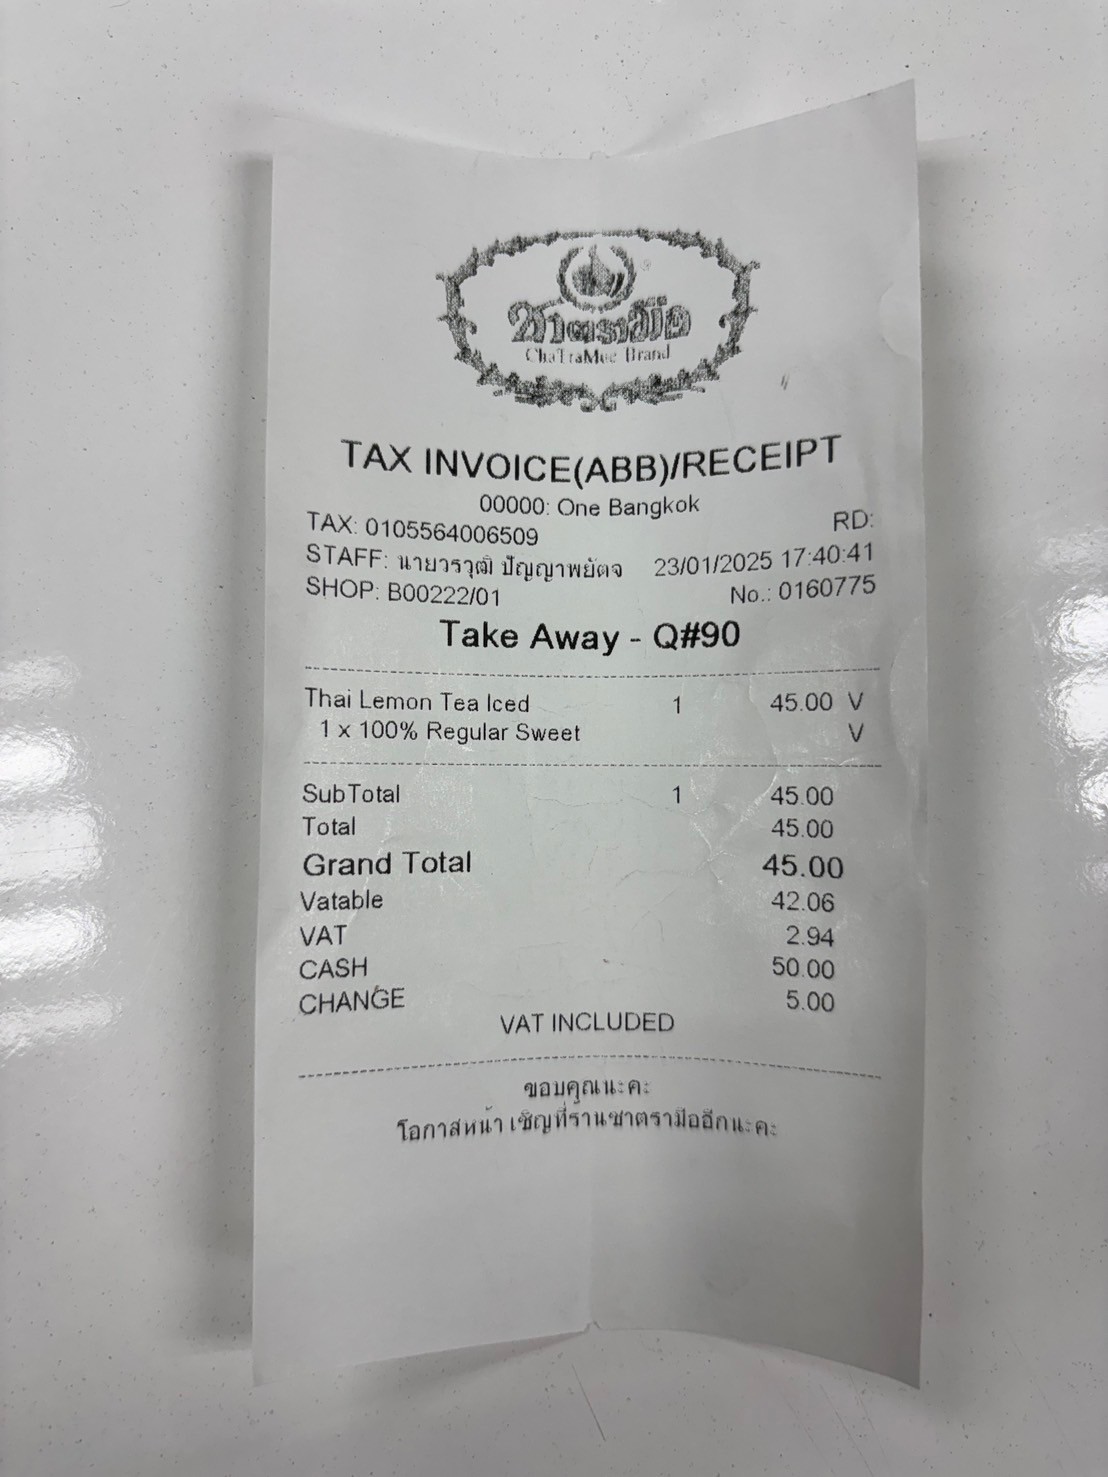 ชาตรามือ
ChaTraMue Brand
TAX INVOICE(ABB)/RECEIPT
00000: One Bangkok
TAX: 0105564006509 RD:
STAFF: นายวรวุฒิ ปัญญาพยัตจ 23/01/2025 17:40:41
SHOP: B00222/01 No.: 0160775
Take Away - Q#90
Thai Lemon Tea Iced 1 45.00 V
1 x 100% Regular Sweet V
SubTotal 1 45.00
Total 45.00
Grand Total 45.00
Vatable 42.06
VAT 2.94
CASH 50.00
CHANGE 5.00
VAT INCLUDED
ขอบคุณนะคะ
โอกาสหน้า เชิญที่ร้านชาตรามืออีกนะคะ